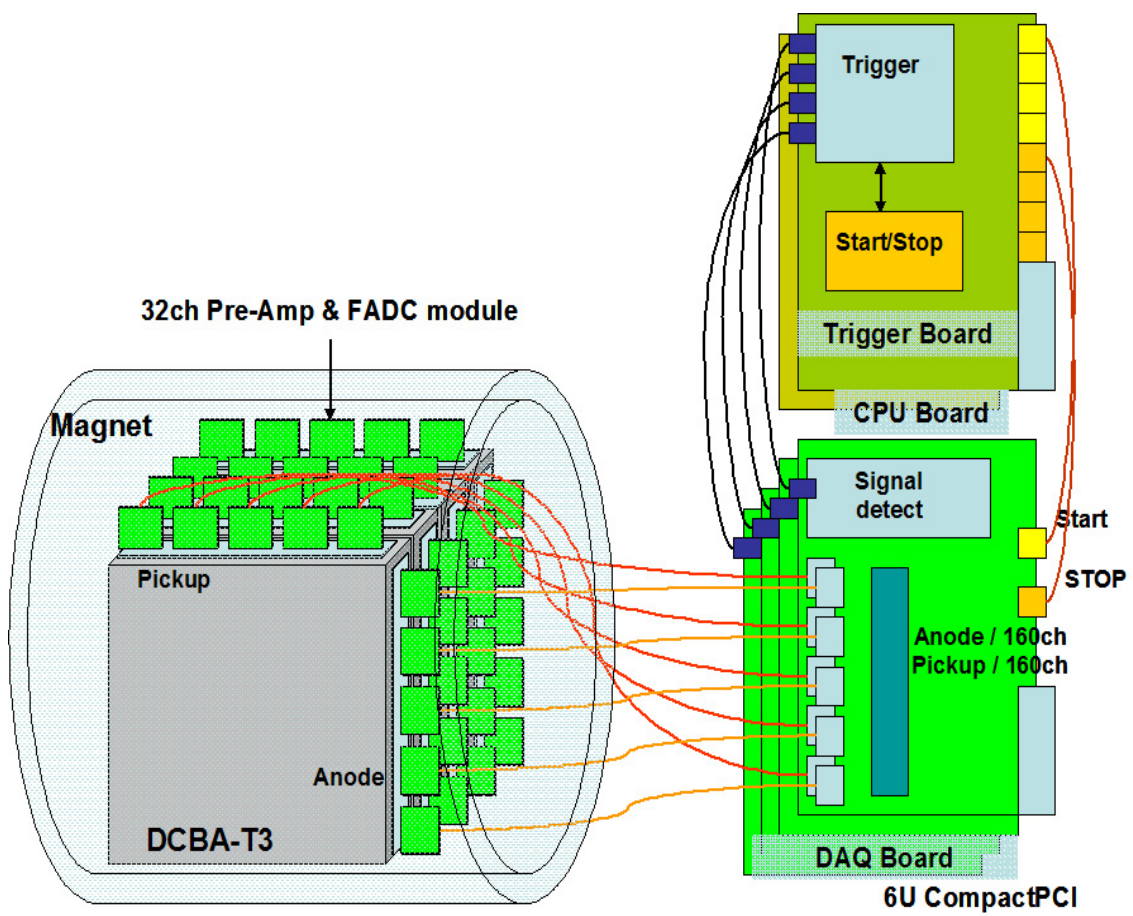 Trigger
Start/Stop
Trigger Board
CPU Board
32ch Pre-Amp & FADC module
Magnet
Pickup
Anode
DCBA-T3
Signal
detect
Start
STOP
Anode / 160ch
Pickup / 160ch
DAQ Board
6U CompactPCI